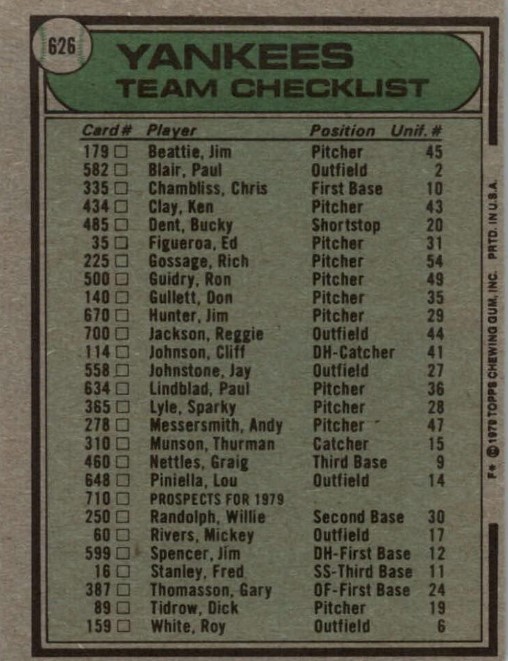 626
YANKEES
TEAM CHECKLIST
Card # Player Position Unif. #
179 Beattie, Jim Pitcher 45
582 Blair, Paul Outfield 2
335 Chambliss, Chris First Base 10
434 Clay, Ken Pitcher 43
485 Dent, Bucky Shortstop 20
35 Figueroa, Ed Pitcher 31
225 Gossage, Rich Pitcher 54
500 Guidry, Ron Pitcher 49
140 Gullett, Don Pitcher 35
670 Hunter, Jim Pitcher 29
700 Jackson, Reggie Outfield 44
114 Johnson, Cliff DH-Catcher 41
558 Johnstone, Jay Outfield 27
634 Lindblad, Paul Pitcher 36
365 Lyle, Sparky Pitcher 28
278 Messersmith, Andy Pitcher 47
310 Munson, Thurman Catcher 15
460 Nettles, Graig Third Base 9
648 Piniella, Lou Outfield 14
710 PROSPECTS FOR 1979
250 Randolph, Willie Second Base 30
60 Rivers, Mickey Outfield 17
599 Spencer, Jim DH-First Base 12
16 Stanley, Fred SS-Third Base 11
387 Thomasson, Gary OF-First Base 24
89 Tidrow, Dick Pitcher 19
159 White, Roy Outfield 6
F* © 1979 TOPPS CHEWING GUM, INC. PRTD. IN U.S.A.